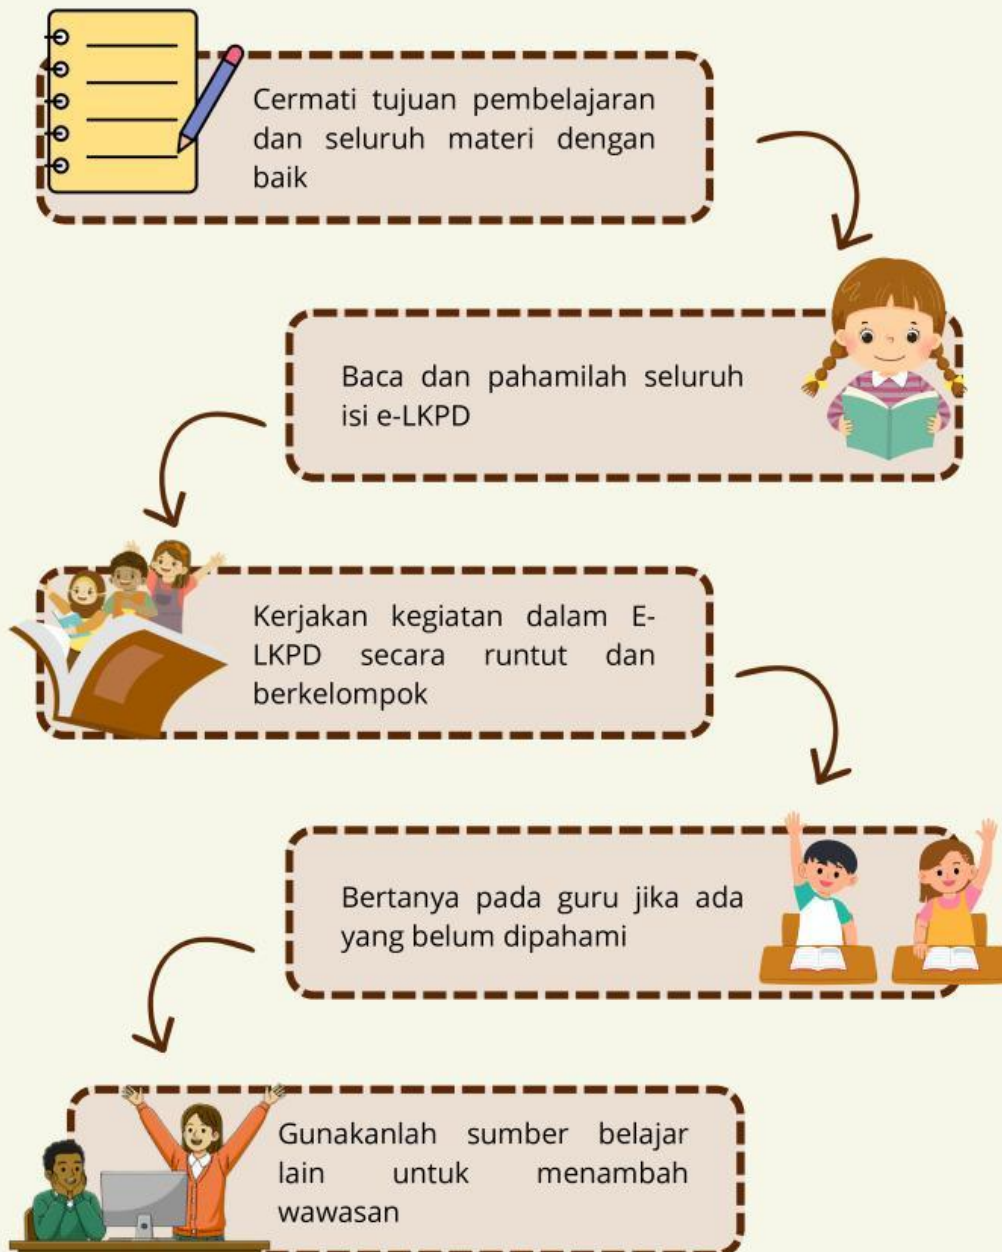 Cermati tujuan pembelajaran
dan seluruh materi dengan
baik
Baca dan pahamilah seluruh
isi e-LKPD
Kerjakan kegiatan dalam E-
LKPD secara runtut dan
berkelompok
Bertanya pada guru jika ada
yang belum dipahami
Gunakanlah sumber belajar
lain untuk menambah
wawasan